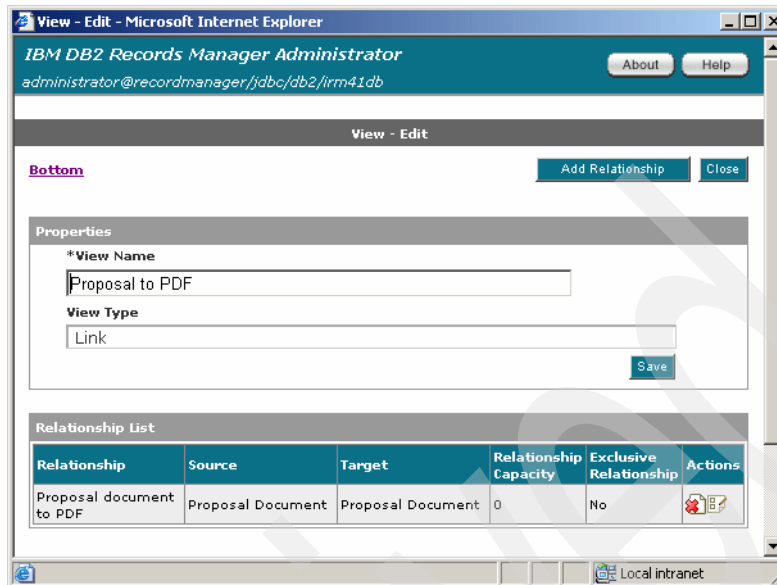 View - Edit - Microsoft Internet Explorer
IBM DB2 Records Manager Administrator
administrator@recordmanager/jdbc/db2/irm41db
About Help
View - Edit
Bottom Add Relationship Close
Properties
*View Name
Proposal to PDF
View Type
Link
Save
Relationship List
Relationship Source Target Relationship Capacity Exclusive Relationship Actions
Proposal document to PDF Proposal Document Proposal Document 0 No
Local intranet